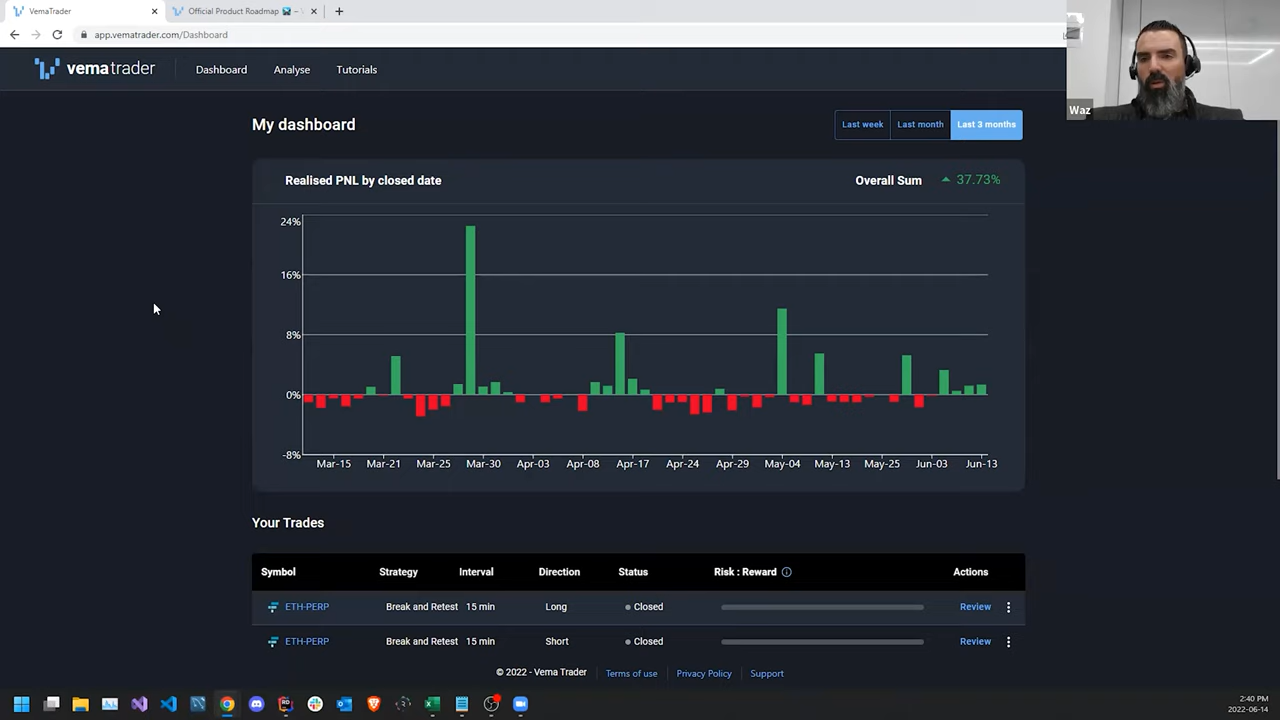 VemaTrader
Official Product Roadmap
app.vematrader.com/Dashboard
vematrader
Dashboard
Analyse
Tutorials
Waz
My dashboard
Last week
Last month
Last 3 months
Realised PNL by closed date
Overall Sum
37.73%
24%
16%
8%
0%
-8%
Mar-15 Mar-21 Mar-25 Mar-30 Apr-03 Apr-08 Apr-17 Apr-24 Apr-29 May-04 May-13 May-25 Jun-03 Jun-13
Your Trades
Symbol Strategy Interval Direction Status Risk : Reward Actions
ETH-PERP Break and Retest 15 min Long Closed Review
ETH-PERP Break and Retest 15 min Short Closed Review
© 2022 - Vema Trader Terms of use Privacy Policy Support
2:40 PM
2022-06-14